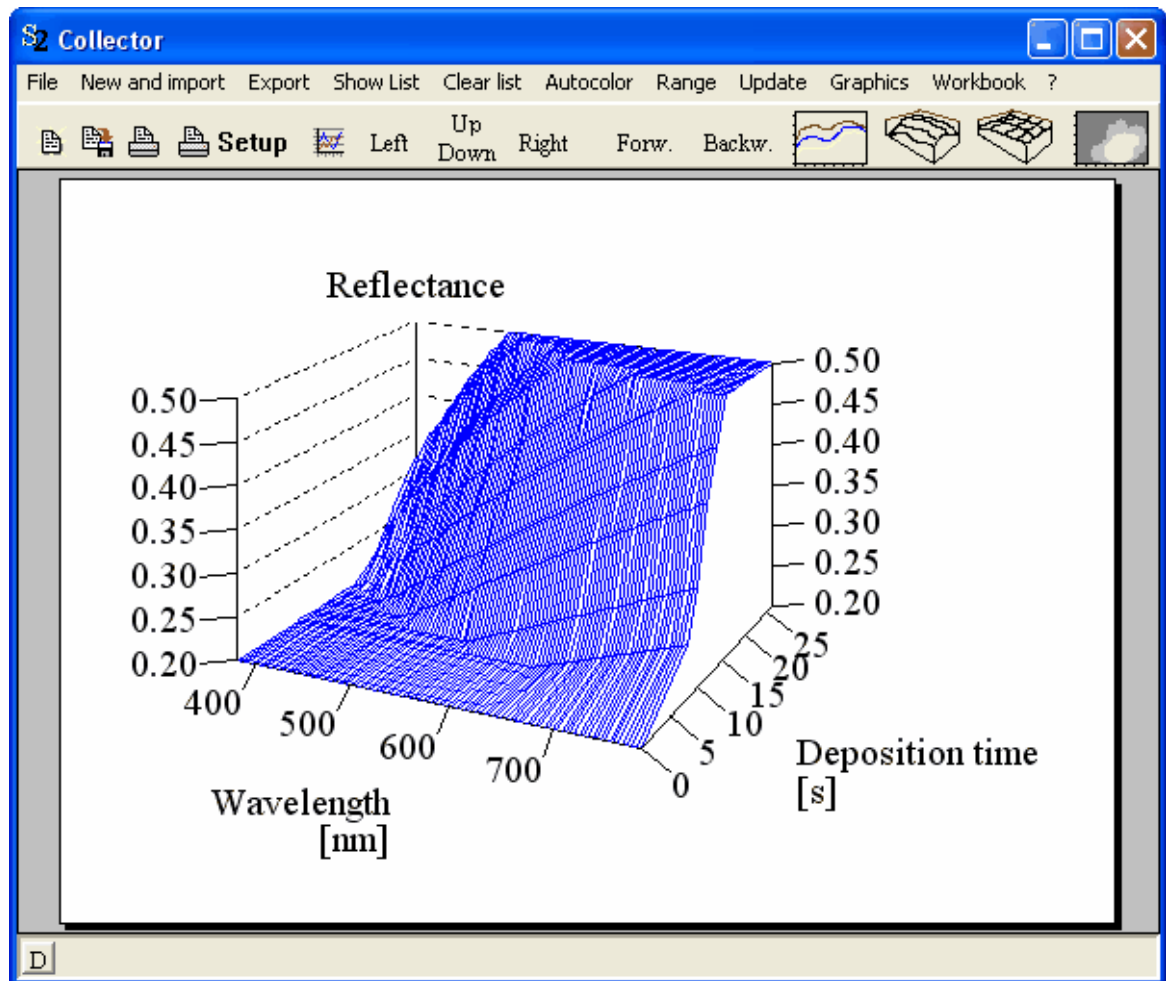 S2 Collector
File New and import Export Show List Clear list Autocolor Range Update Graphics Workbook ?
Setup Left Up Down Right Forw. Backw.
Reflectance
0.50
0.45
0.40
0.35
0.30
0.25
0.20
0.50
0.45
0.40
0.35
0.30
0.25
0.20
400
500
600
700
Wavelength
[nm]
25
20
15
10
5
0
Deposition time
[s]
D